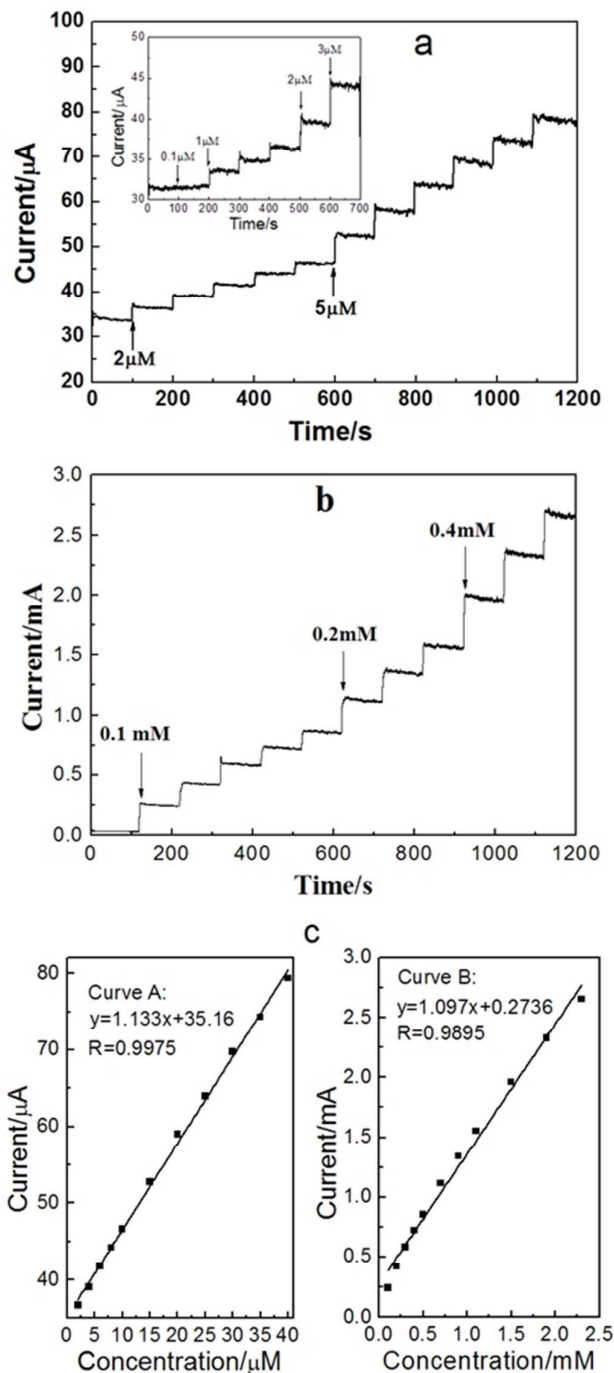 a
100
90
80
70
60
50
40
30
20
Current/μA
50
45
40
35
30
Current/μA
0.1μM
1μM
2μM
3μM
0 100 200 300 400 500 600 700
Time/s
2μM
5μM
0 200 400 600 800 1000 1200
Time/s
b
3.0
2.5
2.0
1.5
1.0
0.5
0.0
Current/mA
0.1 mM
0.2mM
0.4mM
0 200 400 600 800 1000 1200
Time/s
c
80
70
60
50
40
Current/μA
Curve A:
y=1.133x+35.16
R=0.9975
0 5 10 15 20 25 30 35 40
Concentration/μM
3.0
2.5
2.0
1.5
1.0
0.5
0.0
Current/mA
Curve B:
y=1.097x+0.2736
R=0.9895
0.0 0.5 1.0 1.5 2.0 2.5
Concentration/mM